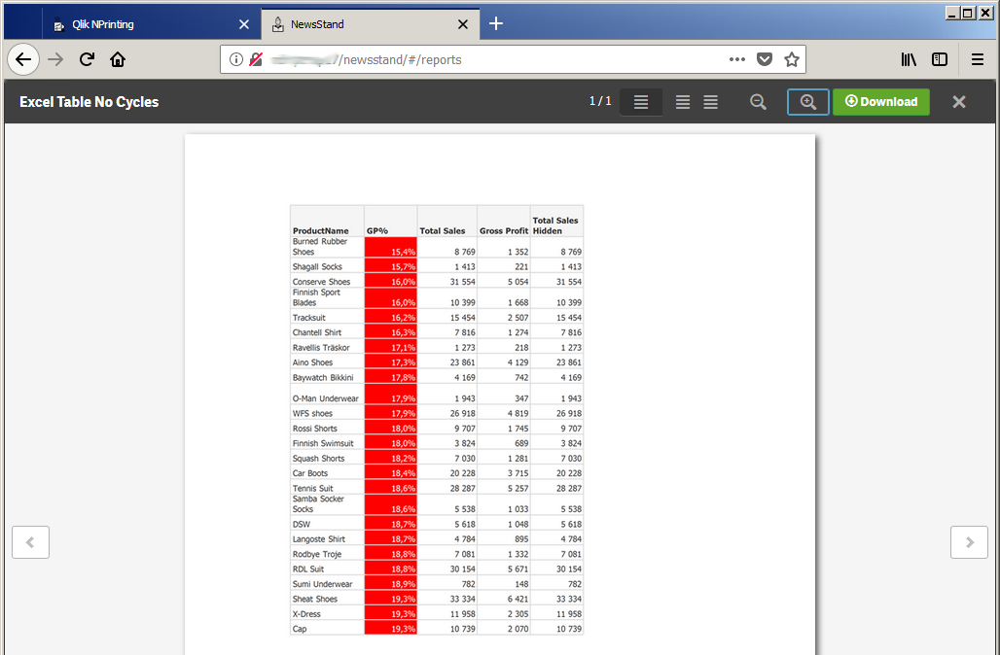 Qlik NPrinting
NewsStand
/newsstand/#/reports
Excel Table No Cycles
1 / 1
Download
ProductName GP% Total Sales Gross Profit Total Sales Hidden
Burned Rubber Shoes 15,4% 8 769 1 352 8 769
Shagall Socks 15,7% 1 413 221 1 413
Conserve Shoes 16,0% 31 554 5 054 31 554
Finnish Sport Blades 16,0% 10 399 1 668 10 399
Tracksuit 16,2% 15 454 2 507 15 454
Chantell Shirt 16,3% 7 816 1 274 7 816
Ravellis Träskor 17,1% 1 273 218 1 273
Aino Shoes 17,3% 23 861 4 129 23 861
Baywatch Bikkini 17,8% 4 169 742 4 169
O-Man Underwear 17,9% 1 943 347 1 943
WFS shoes 17,9% 26 918 4 819 26 918
Rossi Shorts 18,0% 9 707 1 745 9 707
Finnish Swimsuit 18,0% 3 824 689 3 824
Squash Shorts 18,2% 7 030 1 281 7 030
Car Boots 18,4% 20 228 3 715 20 228
Tennis Suit 18,6% 28 287 5 257 28 287
Samba Socker Socks 18,6% 5 538 1 033 5 538
DSW 18,7% 5 618 1 048 5 618
Langoste Shirt 18,7% 4 784 895 4 784
Rodbye Troje 18,8% 7 081 1 332 7 081
RDL Suit 18,8% 30 154 5 671 30 154
Sumi Underwear 18,9% 782 148 782
Sheat Shoes 19,3% 33 334 6 421 33 334
X-Dress 19,3% 11 958 2 305 11 958
Cap 19,3% 10 739 2 070 10 739